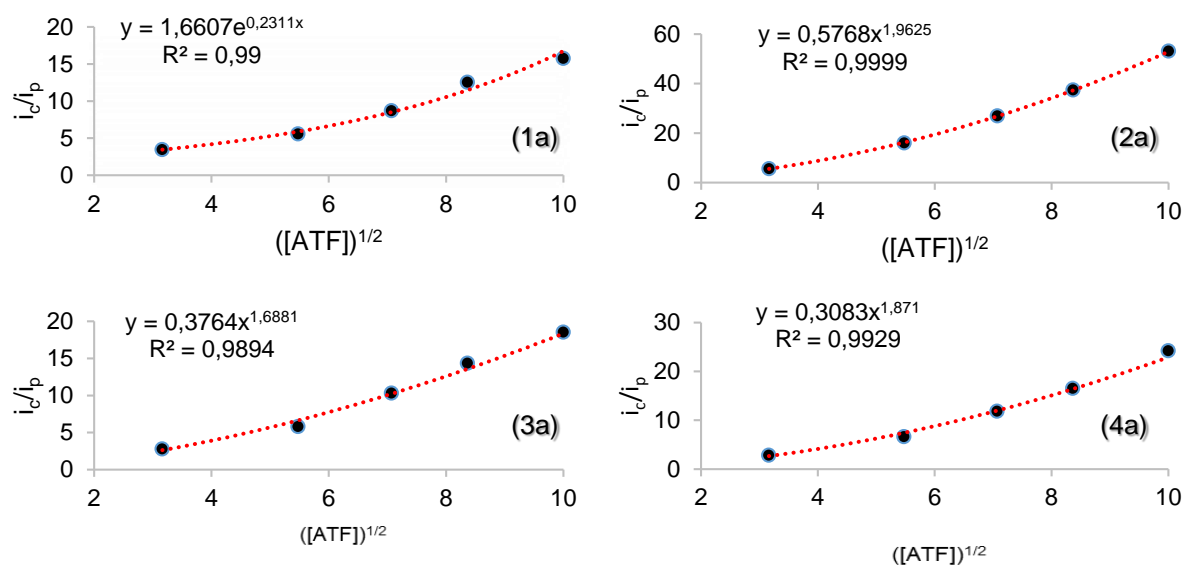 y = 1,6607e^0,2311x
R² = 0,99
20
15
10
5
0
i_c/i_p
(1a)
2 4 6 8 10
([ATF])^1/2
y = 0,5768x^1,9625
R² = 0,9999
60
40
20
0
i_c/i_p
(2a)
2 4 6 8 10
([ATF])^1/2
y = 0,3764x^1,6881
R² = 0,9894
20
15
10
5
0
i_c/i_p
(3a)
2 4 6 8 10
([ATF])^1/2
y = 0,3083x^1,871
R² = 0,9929
30
20
10
0
i_c/i_p
(4a)
2 4 6 8 10
([ATF])^1/2